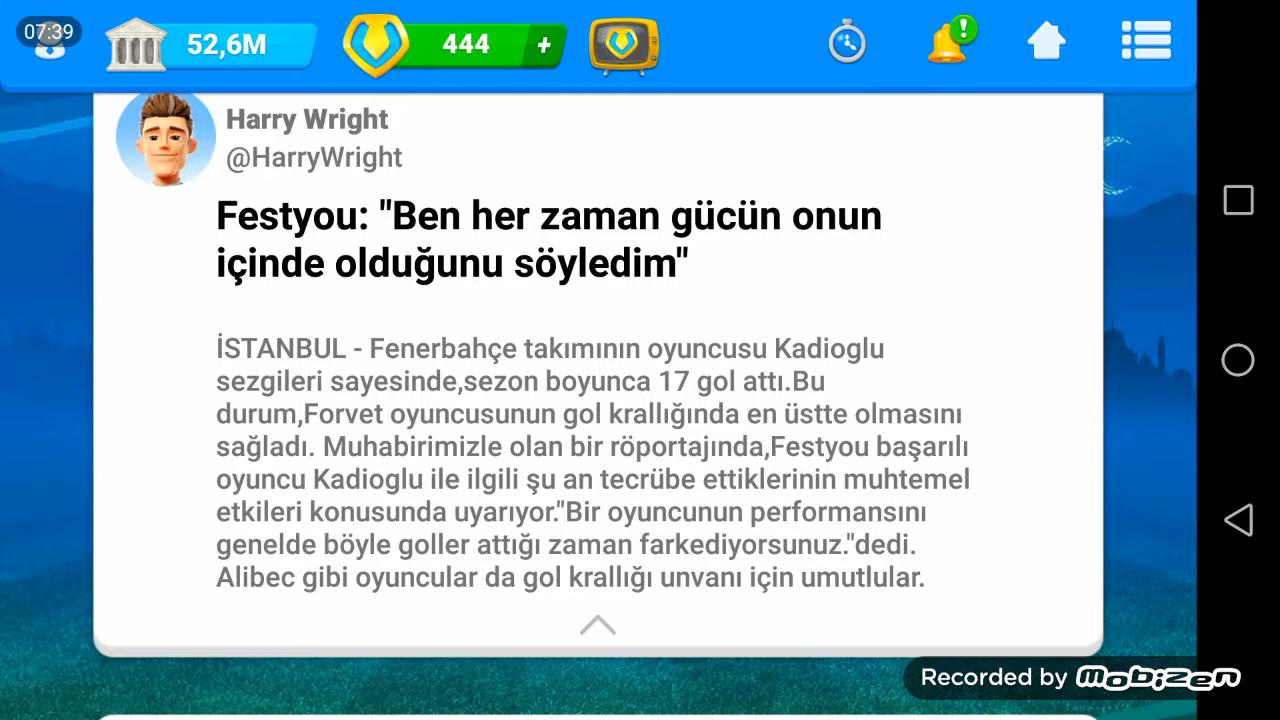 07:39
52,6M
444
+
!
Harry Wright
@HarryWright
Festyou: "Ben her zaman gücün onun
içinde olduğunu söyledim"
İSTANBUL - Fenerbahçe takımının oyuncusu Kadioglu
sezgileri sayesinde,sezon boyunca 17 gol attı.Bu
durum,Forvet oyuncusunun gol krallığında en üstte olmasını
sağladı. Muhabirimizle olan bir röportajında,Festyou başarılı
oyuncu Kadioglu ile ilgili şu an tecrübe ettiklerinin muhtemel
etkileri konusunda uyarıyor."Bir oyuncunun performansını
genelde böyle goller attığı zaman farkediyorsunuz."dedi.
Alibec gibi oyuncular da gol krallığı unvanı için umutlular.
Recorded by mobizen